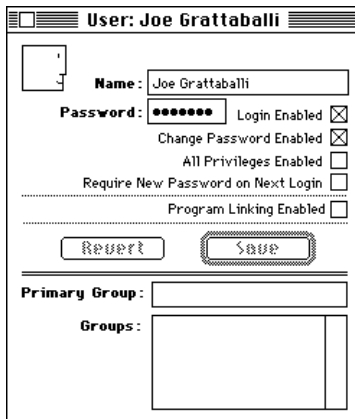 User: Joe Grattaballi
Name: Joe Grattaballi
Password: •••••••
Login Enabled
Change Password Enabled
All Privileges Enabled
Require New Password on Next Login
Program Linking Enabled
Revert Save
Primary Group:
Groups: